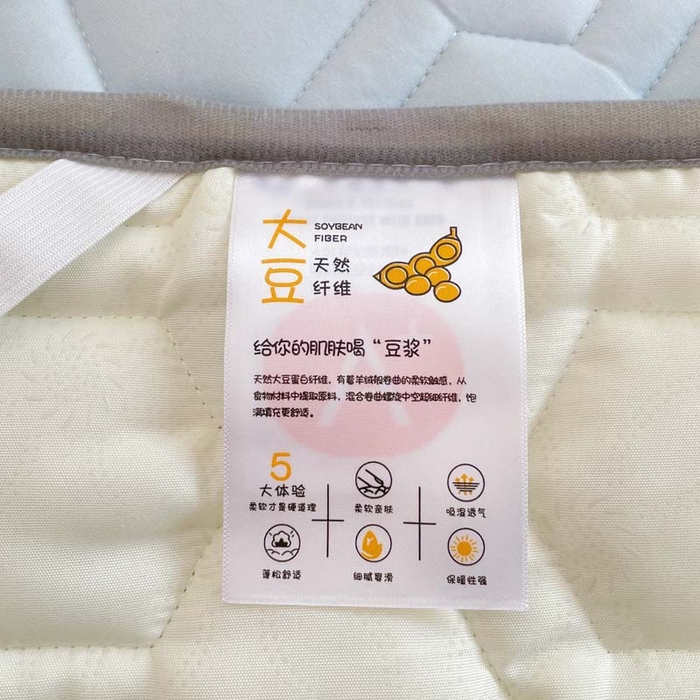 大豆
SOYBEAN
FIBER
天然
纤维
给你的肌肤喝“豆浆”
天然大豆蛋白纤维，有着羊绒般卷曲的柔软触感，从
食物材料中提取原料，混合卷曲螺旋中空超细纤维，饱
满填充更舒适。
5
大体验
柔软才是硬道理
柔软亲肤
吸湿透气
蓬松舒适
细腻爽滑
保暖性强